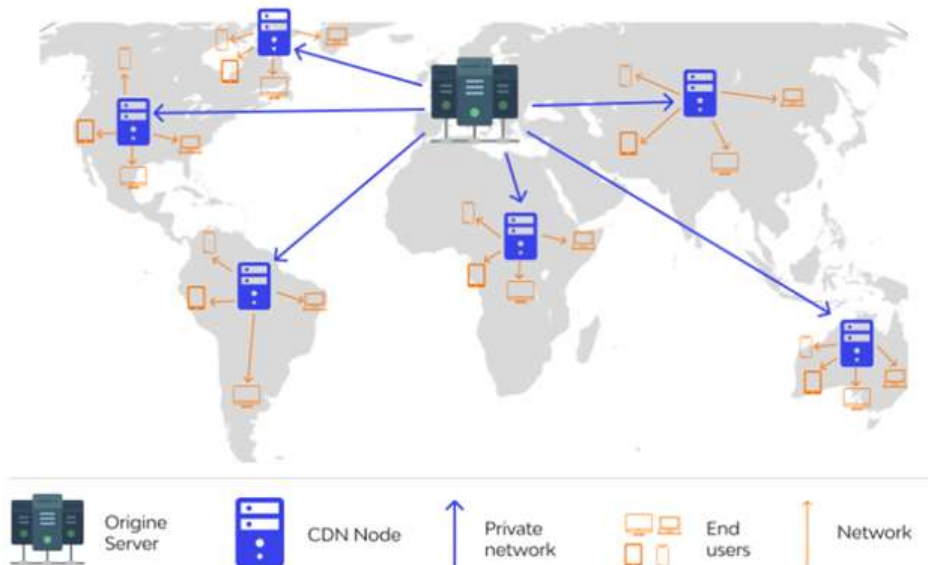 Origine
Server
CDN Node
Private
network
End
users
Network